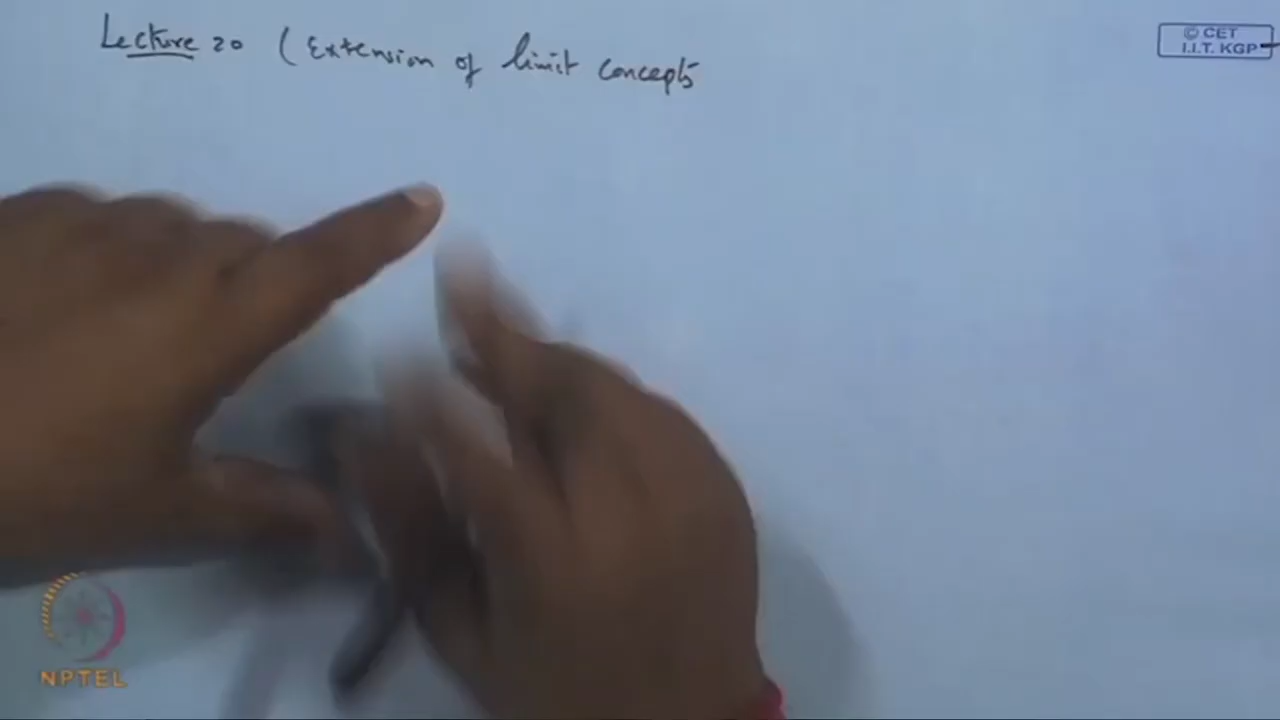 Lecture 20 (Extension of limit concepts
© CET
I.I.T. KGP
NPTEL